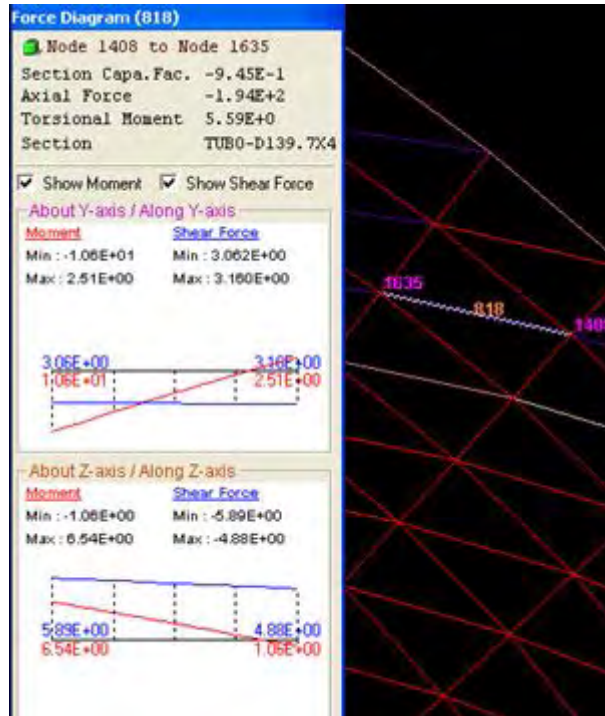 Force Diagram (818)
Node 1408 to Node 1635
Section Capa.Fac. -9.45E-1
Axial Force -1.94E+2
Torsional Moment 5.59E+0
Section TUBO-D139.7X4
Show Moment Show Shear Force
About Y-axis / Along Y-axis
Moment Shear Force
Min : -1.06E+01 Min : 3.062E+00
Max : 2.51E+00 Max : 3.160E+00
3.06E+00 3.16E+00
1.06E+01 2.51E+00
About Z-axis / Along Z-axis
Moment Shear Force
Min : -1.06E+00 Min : -5.89E+00
Max : 6.54E+00 Max : -4.88E+00
5.89E+00 4.88E+00
6.54E+00 1.06E+00
1635
818
140